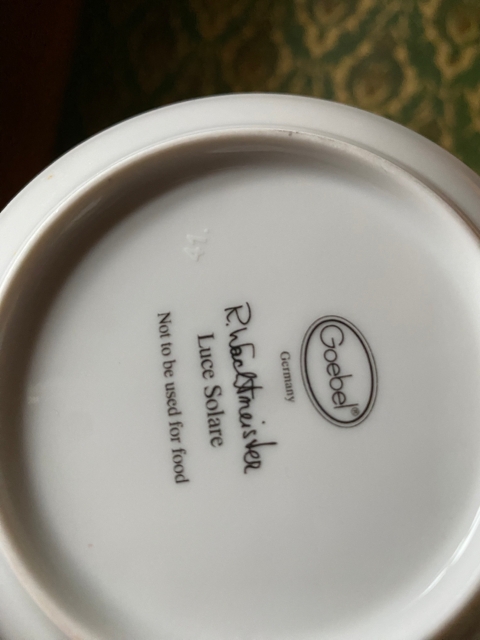 Goebel®
Germany
R. Wachtmeister
Luce Solare
Not to be used for food